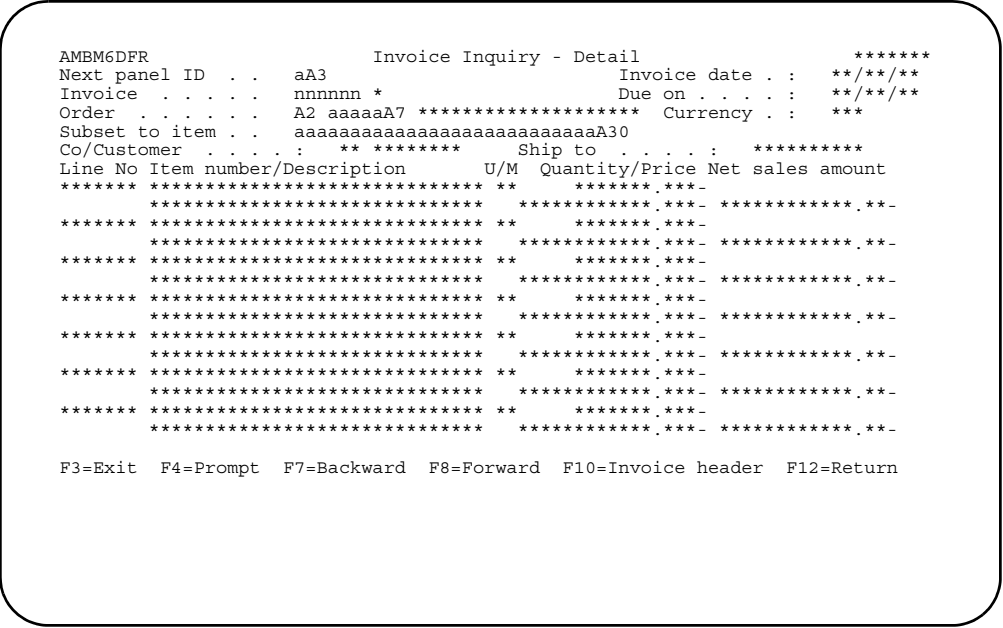 AMBM6DFR                    Invoice Inquiry - Detail                   *******
Next panel ID  . .   aA3                          Invoice date . :   **/**/**
Invoice  . . . . .   nnnnnn *                     Due on . . . . :   **/**/**
Order  . . . . . .   A2 aaaaaA7 ********************  Currency . :   ***
Subset to item . .   aaaaaaaaaaaaaaaaaaaaaaaaaaaA30
Co/Customer  . . . . :   ** ********     Ship to  . . . . :   **********
Line No Item number/Description       U/M  Quantity/Price Net sales amount
******* ****************************** **     *******.***-
        ******************************   ************.***- ************.**-
******* ****************************** **     *******.***-
        ******************************   ************.***- ************.**-
******* ****************************** **     *******.***-
        ******************************   ************.***- ************.**-
******* ****************************** **     *******.***-
        ******************************   ************.***- ************.**-
******* ****************************** **     *******.***-
        ******************************   ************.***- ************.**-
******* ****************************** **     *******.***-
        ******************************   ************.***- ************.**-
******* ****************************** **     *******.***-
        ******************************   ************.***- ************.**-
F3=Exit  F4=Prompt  F7=Backward  F8=Forward  F10=Invoice header  F12=Return